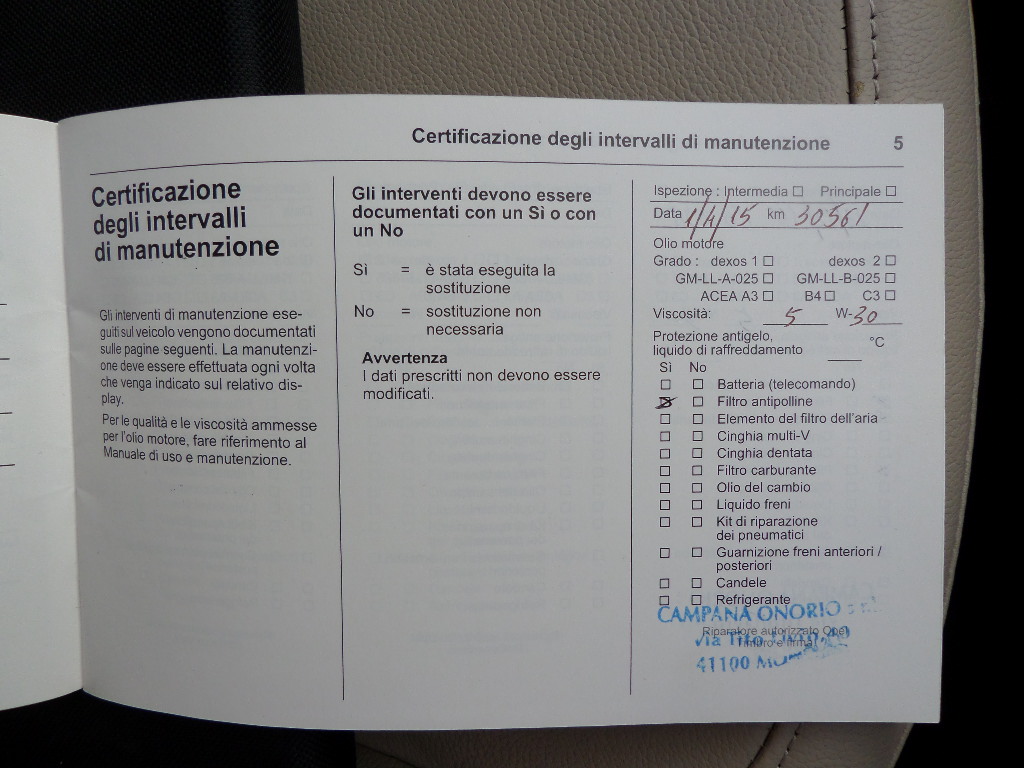 Certificazione degli intervalli di manutenzione 5
Certificazione
degli intervalli
di manutenzione
Gli interventi di manutenzione ese-
guiti sul veicolo vengono documentati
sulle pagine seguenti. La manutenzi-
one deve essere effettuata ogni volta
che venga indicato sul relativo dis-
play.
Per le qualità e le viscosità ammesse
per l'olio motore, fare riferimento al
Manuale di uso e manutenzione.
Gli interventi devono essere
documentati con un Sì o con
un No
Sì = è stata eseguita la
sostituzione
No = sostituzione non
necessaria
Avvertenza
I dati prescritti non devono essere
modificati.
Ispezione : Intermedia ☐ Principale ☐
Data 1/4/15 km 30561
Olio motore
Grado : dexos 1 ☐ dexos 2 ☐
GM-LL-A-025 ☐ GM-LL-B-025 ☐
ACEA A3 ☐ B4 ☐ C3 ☐
Viscosità: 5 W-30
Protezione antigelo,
liquido di raffreddamento °C
Sì No
☐ ☐ Batteria (telecomando)
☒ ☐ Filtro antipolline
☐ ☐ Elemento del filtro dell'aria
☐ ☐ Cinghia multi-V
☐ ☐ Cinghia dentata
☐ ☐ Filtro carburante
☐ ☐ Olio del cambio
☐ ☐ Liquido freni
☐ ☐ Kit di riparazione
dei pneumatici
☐ ☐ Guarnizione freni anteriori /
posteriori
☐ ☐ Candele
☐ ☐ Refrigerante
CAMPANA ONORIO
Riparatore autorizzato Opel
Via Tito
Timbro e firma
41100